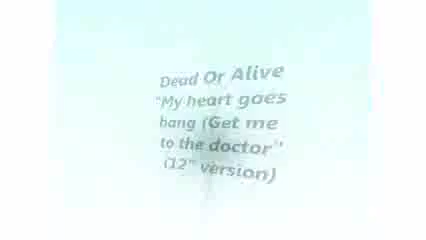 Dead Or Alive
"My heart goes
bang (Get me
to the doctor"
(12" version)